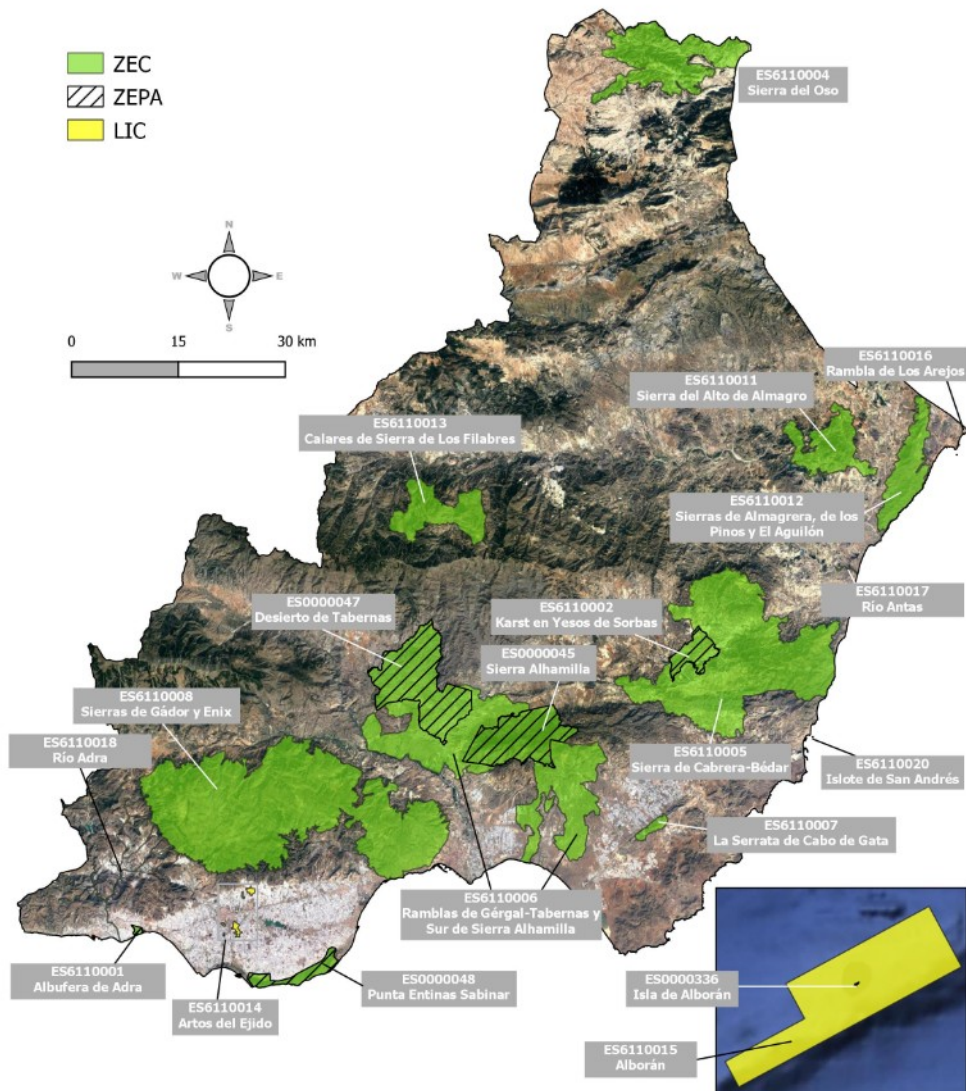 ZEC
ZEPA
LIC
N
W
E
S
0
15
30 km
ES6110004
Sierra del Oso
ES6110016
Rambla de Los Arejos
ES6110011
Sierra del Alto de Almagro
ES6110013
Calares de Sierra de Los Filabres
ES6110012
Sierras de Almagrera, de los
Pinos y El Aguilón
ES6110017
Río Antas
ES0000047
Desierto de Tabernas
ES6110002
Karst en Yesos de Sorbas
ES0000045
Sierra Alhamilla
ES6110008
Sierras de Gádor y Enix
ES6110018
Río Adra
ES6110005
Sierra de Cabrera-Bédar
ES6110020
Islote de San Andrés
ES6110007
La Serrata de Cabo de Gata
ES6110006
Ramblas de Gérgal-Tabernas y
Sur de Sierra Alhamilla
ES6110001
Albufera de Adra
ES6110014
Artos del Ejido
ES0000048
Punta Entinas Sabinar
ES0000336
Isla de Alborán
ES6110015
Alborán